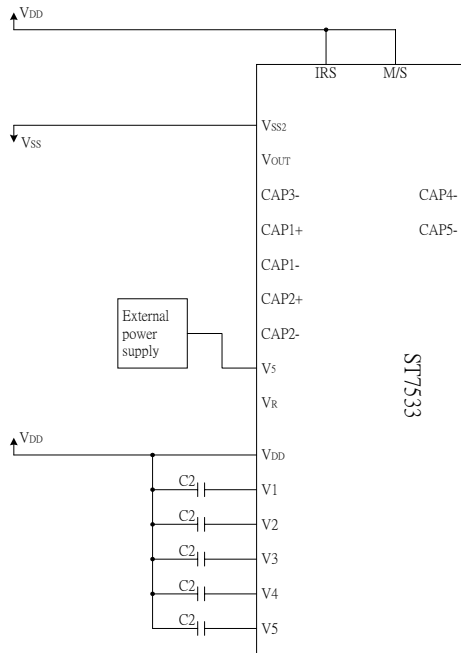 VDD
IRS M/S
VSS
VSS2
VOUT
CAP3- CAP4-
CAP1+ CAP5-
CAP1-
CAP2+
CAP2-
External
power
supply
V5
VR
ST7533
VDD
VDD
C2 V1
C2 V2
C2 V3
C2 V4
C2 V5